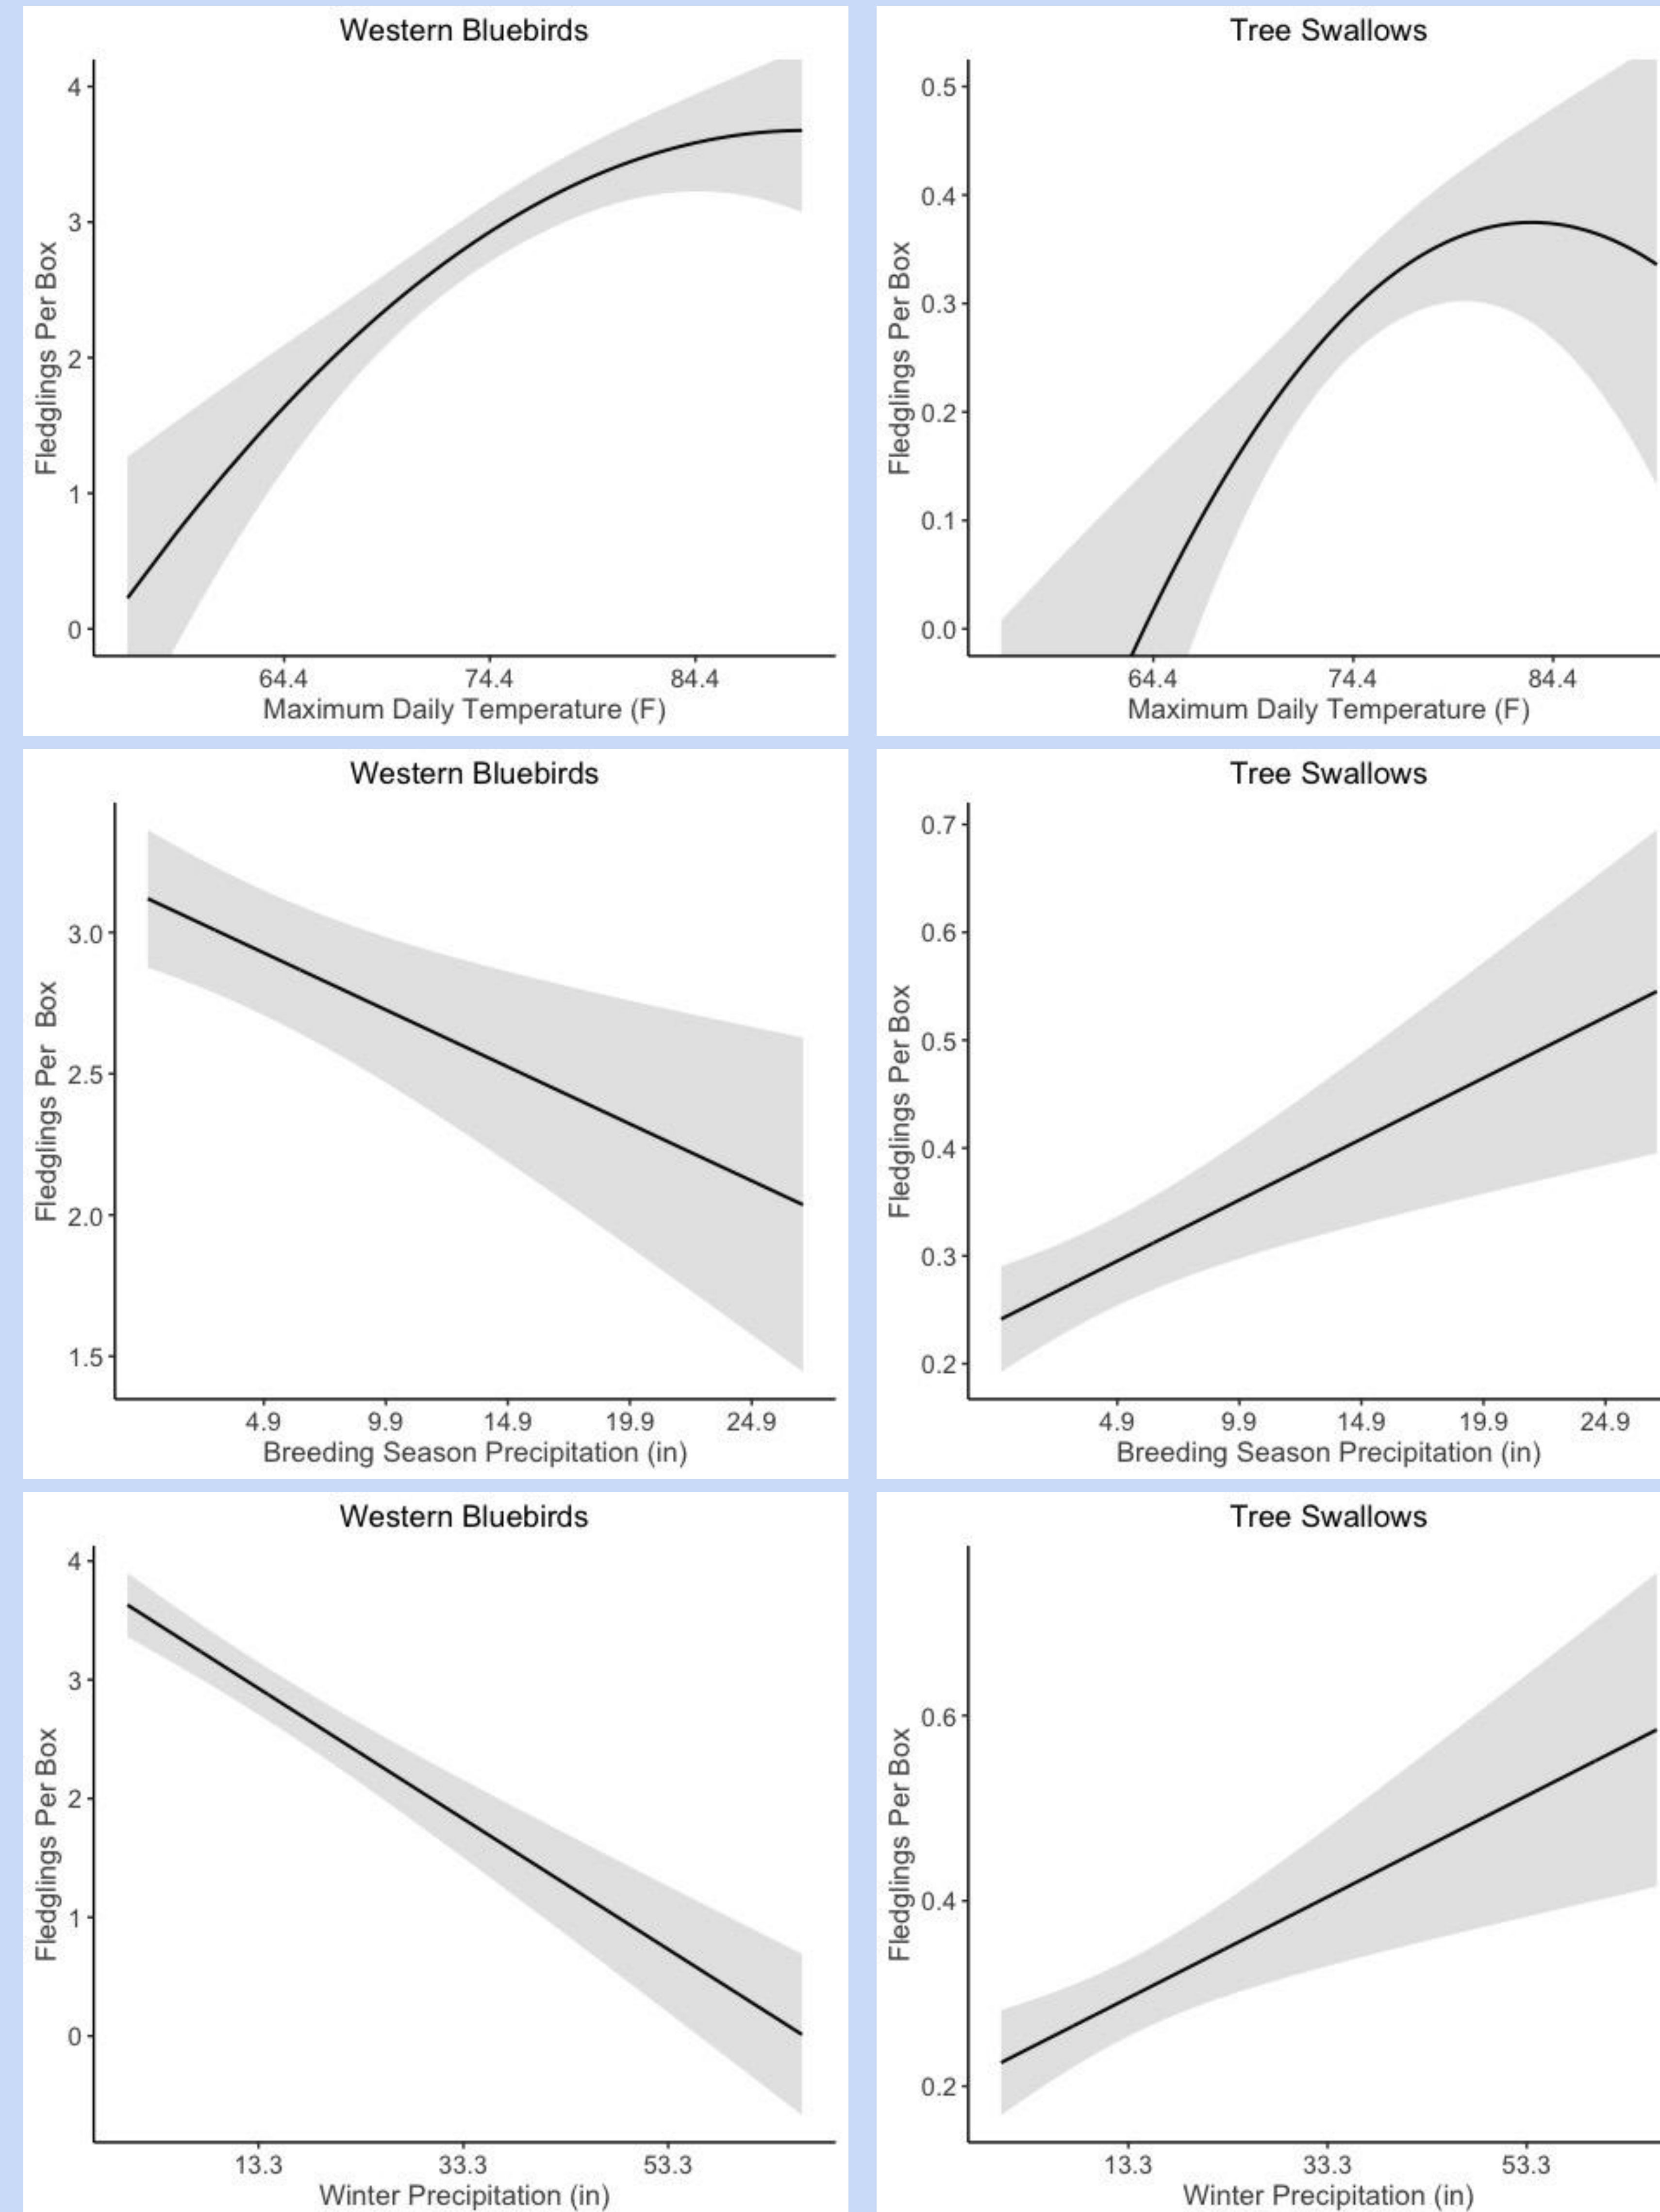 Western Bluebirds
Fledglings Per Box
4
3
2
1
0
64.4 74.4 84.4
Maximum Daily Temperature (F)
Tree Swallows
Fledglings Per Box
0.5
0.4
0.3
0.2
0.1
0.0
64.4 74.4 84.4
Maximum Daily Temperature (F)
Western Bluebirds
Fledglings Per Box
3.0
2.5
2.0
1.5
4.9 9.9 14.9 19.9 24.9
Breeding Season Precipitation (in)
Tree Swallows
Fledglings Per Box
0.7
0.6
0.5
0.4
0.3
0.2
4.9 9.9 14.9 19.9 24.9
Breeding Season Precipitation (in)
Western Bluebirds
Fledglings Per Box
4
3
2
1
0
13.3 33.3 53.3
Winter Precipitation (in)
Tree Swallows
Fledglings Per Box
0.6
0.4
0.2
13.3 33.3 53.3
Winter Precipitation (in)